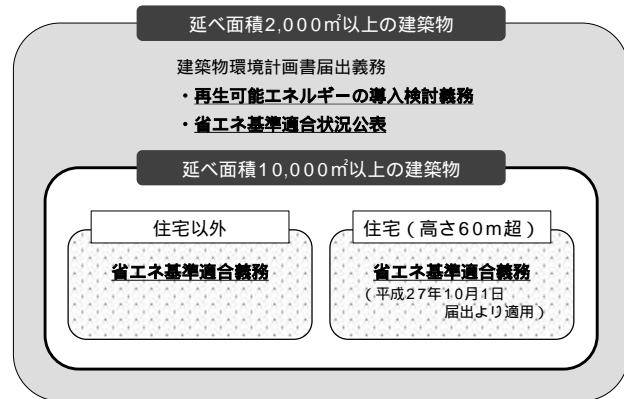 延べ面積2,000㎡以上の建築物
建築物環境計画書届出義務
・再生可能エネルギーの導入検討義務
・省エネ基準適合状況公表
延べ面積10,000㎡以上の建築物
住宅以外
省エネ基準適合義務
住宅(高さ60m超)
省エネ基準適合義務
(平成27年10月1日
届出より適用)